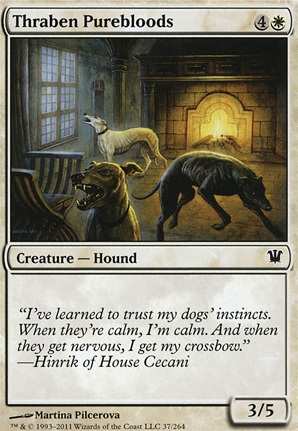 Thraben Purebloods 4
Creature — Hound
“I’ve learned to trust my dogs’ instincts.
When they’re calm, I’m calm. And when
they get nervous, I get my crossbow.”
—Hinrik of House Cecani
3/5
Martina Pilcerova
™ & © 1993–2011 Wizards of the Coast LLC 37/264